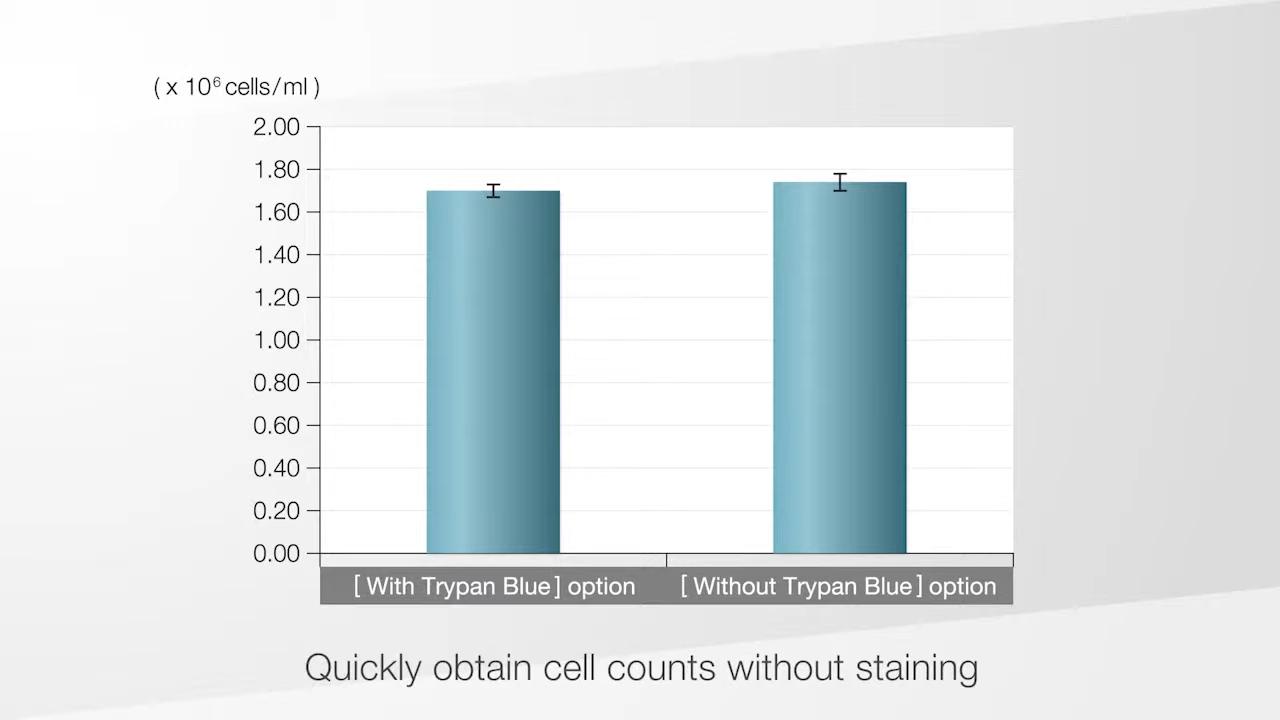 ( x 10⁶ cells/ml )
2.00
1.80
1.60
1.40
1.20
1.00
0.80
0.60
0.40
0.20
0.00
[ With Trypan Blue ] option
[ Without Trypan Blue ] option
Quickly obtain cell counts without staining